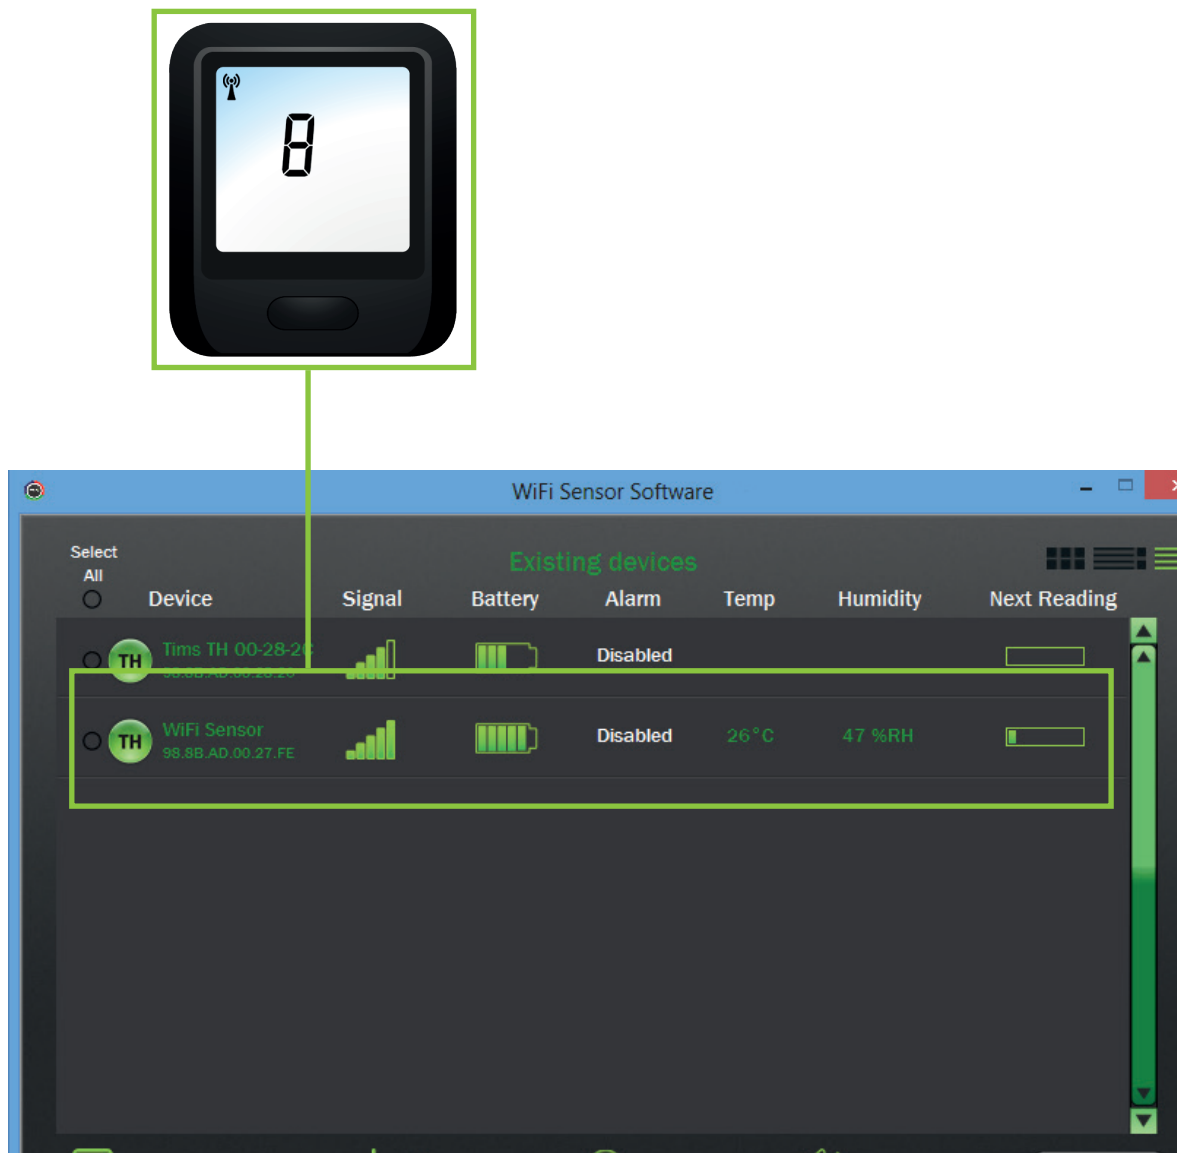 8
WiFi Sensor Software
Select
All
Existing devices
Device Signal Battery Alarm Temp Humidity Next Reading
TH Tims TH 00-28-2C Disabled
TH WiFi Sensor Disabled 26°C 47 %RH
98.8B.AD.00.27.FE